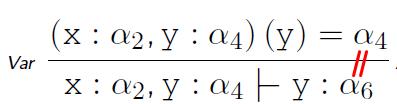 (x : α₂, y : α₄) (y) = α₄
Var
x : α₂, y : α₄ ⊢ y : α₆